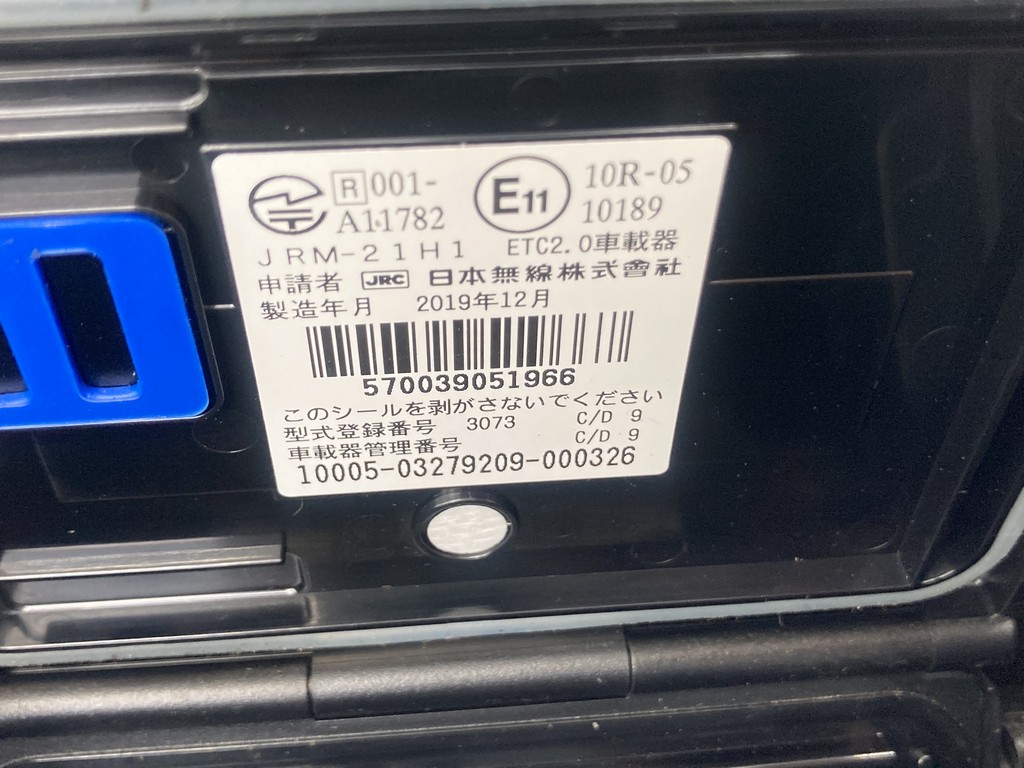 R 001-A11782
E11 10R-05 10189
JRM-21H1 ETC2.0車載器
申請者 JRC 日本無線株式會社
製造年月 2019年12月
570039051966
このシールを剥がさないでください
型式登録番号 3073 C/D 9
車載器管理番号 C/D 9
10005-03279209-000326